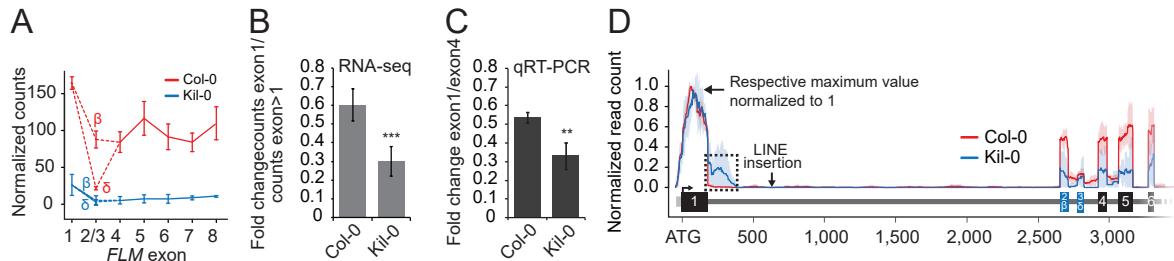 A
Normalized counts
150
100
50
0
Col-0
Kil-0
β
δ
β
δ
1 2/3 4 5 6 7 8
FLM exon
B
Fold changecounts exon1/
counts exon>1
RNA-seq
0.8
0.7
0.6
0.5
0.4
0.3
0.2
0.1
0
***
Col-0
Kil-0
C
Fold change exon1/exon4
qRT-PCR
0.8
0.7
0.6
0.5
0.4
0.3
0.2
0.1
0
**
Col-0
Kil-0
D
Normalized read count
1.0
0.8
0.6
0.4
0.2
0.0
Respective maximum value
normalized to 1
LINE
insertion
Col-0
Kil-0
1
4 5 6
ATG 500 1,000 1,500 2,000 2,500 3,000